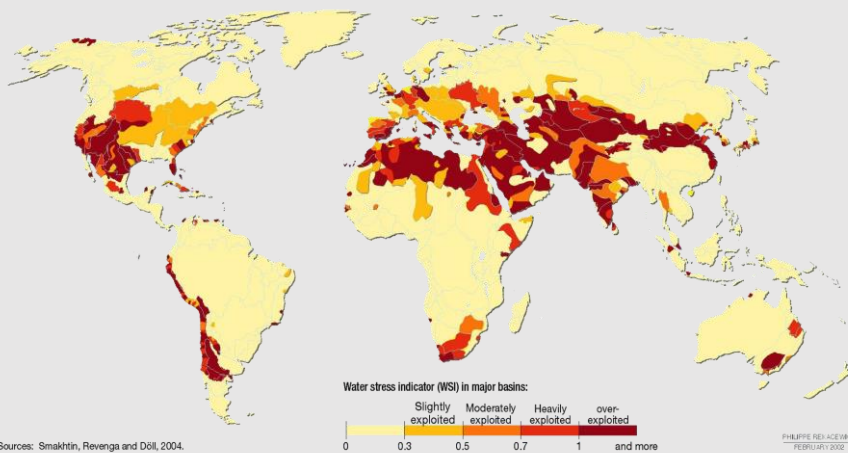 Water stress indicator (WSI) in major basins:
Slightly exploited
Moderately exploited
Heavily exploited
over-exploited
0 0.3 0.5 0.7 1 and more
Sources: Smakhtin, Revenga and Döll, 2004.
PHILIPPE
FEBRUARY 2002